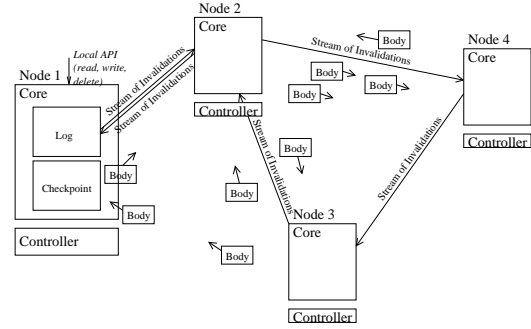 Node 1
Local API
(read, write,
delete)
Core
Log
Checkpoint
Controller
Stream of Invalidations
Stream of Invalidations
Node 2
Core
Controller
Body
Stream of Invalidations
Body
Body
Body
Node 4
Core
Controller
Stream of Invalidations
Stream of Invalidations
Body
Body
Body
Body
Body
Node 3
Core
Controller